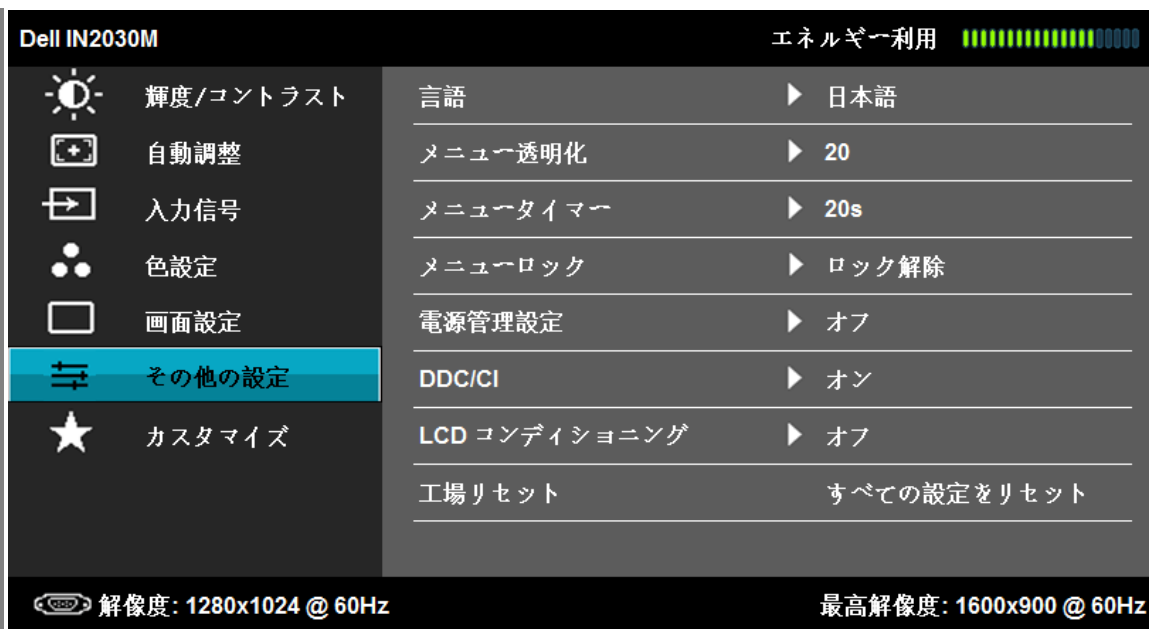 Dell IN2030M エネルギー利用
輝度/コントラスト 言語 日本語
自動調整 メニュー透明化 20
入力信号 メニュータイマー 20s
色設定 メニューロック ロック解除
画面設定 電源管理設定 オフ
その他の設定 DDC/CI オン
カスタマイズ LCD コンディショニング オフ
工場リセット すべての設定をリセット
解像度: 1280x1024 @ 60Hz 最高解像度: 1600x900 @ 60Hz